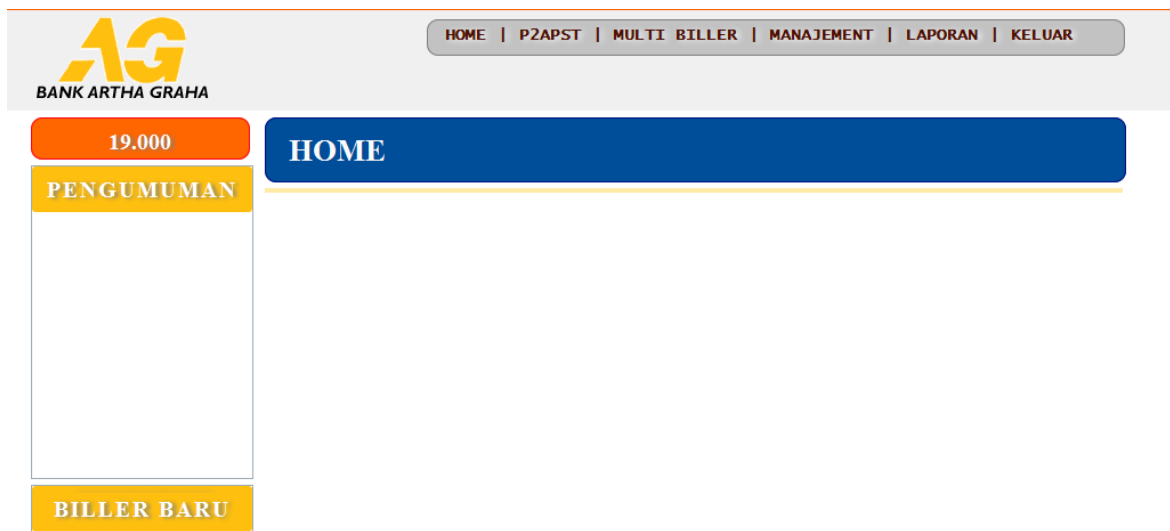 AG
BANK ARTHA GRAHA
HOME | P2APST | MULTI BILLER | MANAJEMENT | LAPORAN | KELUAR
19.000
HOME
PENGUMUMAN
BILLER BARU